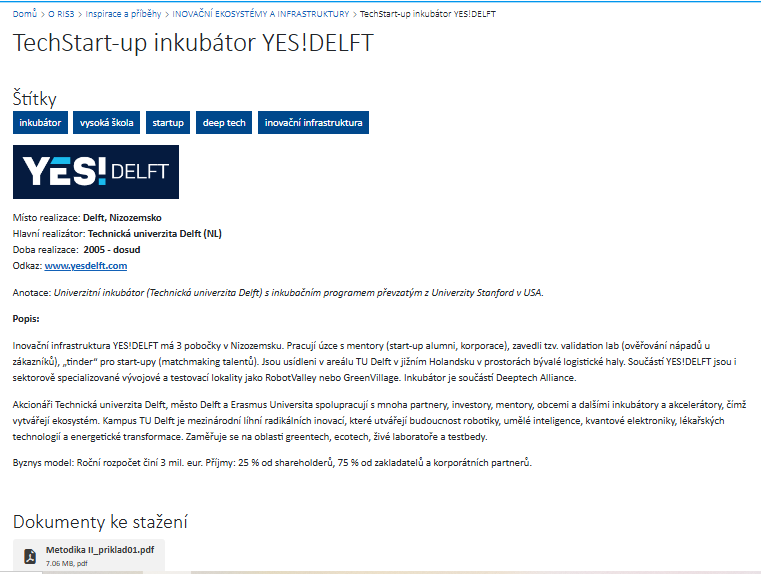 Domů > O RIS3 > Inspirace a příběhy > INOVAČNÍ EKOSYSTÉMY A INFRASTRUKTURY > TechStart-up inkubátor YES!DELFT
TechStart-up inkubátor YES!DELFT
Štítky
inkubátor vysoká škola startup deep tech inovační infrastruktura
YES! DELFT
Místo realizace: Delft, Nizozemsko
Hlavní realizátor: Technická univerzita Delft (NL)
Doba realizace: 2005 - dosud
Odkaz: www.yesdelft.com
Anotace: Univerzitní inkubátor (Technická univerzita Delft) s inkubačním programem převzatým z Univerzity Stanford v USA.
Popis:
Inovační infrastruktura YES!DELFT má 3 pobočky v Nizozemsku. Pracují úzce s mentory (start-up alumni, korporace), zavedli tzv. validation lab (ověřování nápadů u
zákazníků), „tinder“ pro start-upy (matchmaking talentů). Jsou usídleni v areálu TU Delft v jižním Holandsku v prostorách bývalé logistické haly. Součástí YES!DELFT jsou i
sektorově specializované vývojové a testovací lokality jako RobotValley nebo GreenVillage. Inkubátor je součástí Deeptech Alliance.
Akcionáři Technická univerzita Delft, město Delft a Erasmus Universita spolupracují s mnoha partnery, investory, mentory, obcemi a dalšími inkubátory a akcelerátory, čímž
vytvářejí ekosystém. Kampus TU Delft je mezinárodní líhní radikálních inovací, které utvářejí budoucnost robotiky, umělé inteligence, kvantové elektroniky, lékařských
technologií a energetické transformace. Zaměřuje se na oblasti greentech, ecotech, živé laboratoře a testbedy.
Byznys model: Roční rozpočet činí 3 mil. eur. Příjmy: 25 % od shareholderů, 75 % od zakladatelů a korporátních partnerů.
Dokumenty ke stažení
Metodika II_priklad01.pdf
7.06 MB, pdf